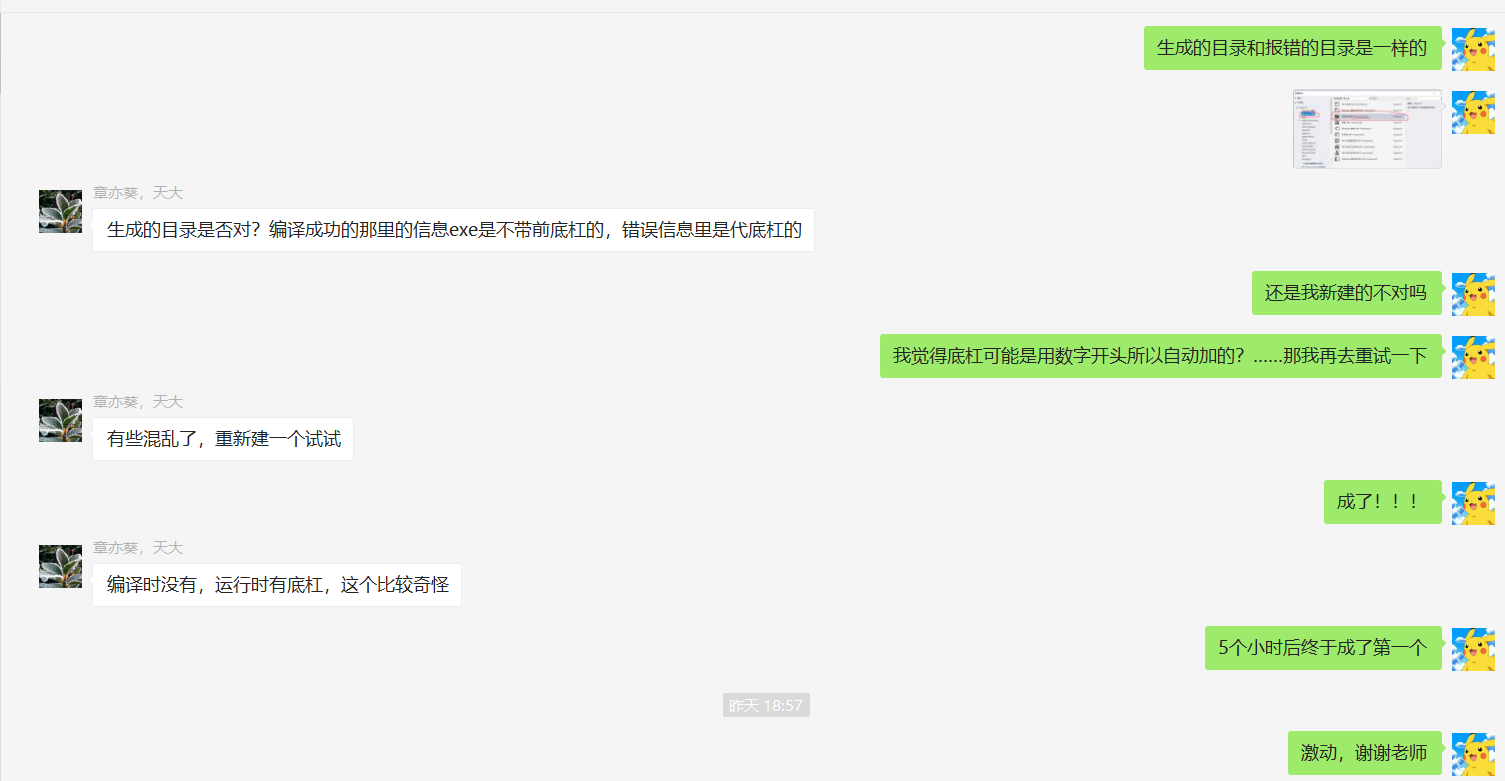 生成的目录和报错的目录是一样的
章亦葵，天大
生成的目录是否对？编译成功的那里的信息exe是不带前底杠的，错误信息里是代底杠的
还是我新建的不对吗
我觉得底杠可能是用数字开头所以自动加的？……那我再去重试一下
章亦葵，天大
有些混乱了，重新建一个试试
成了！！！
章亦葵，天大
编译时没有，运行时有底杠，这个比较奇怪
5个小时后终于成了第一个
昨天 18:57
激动，谢谢老师